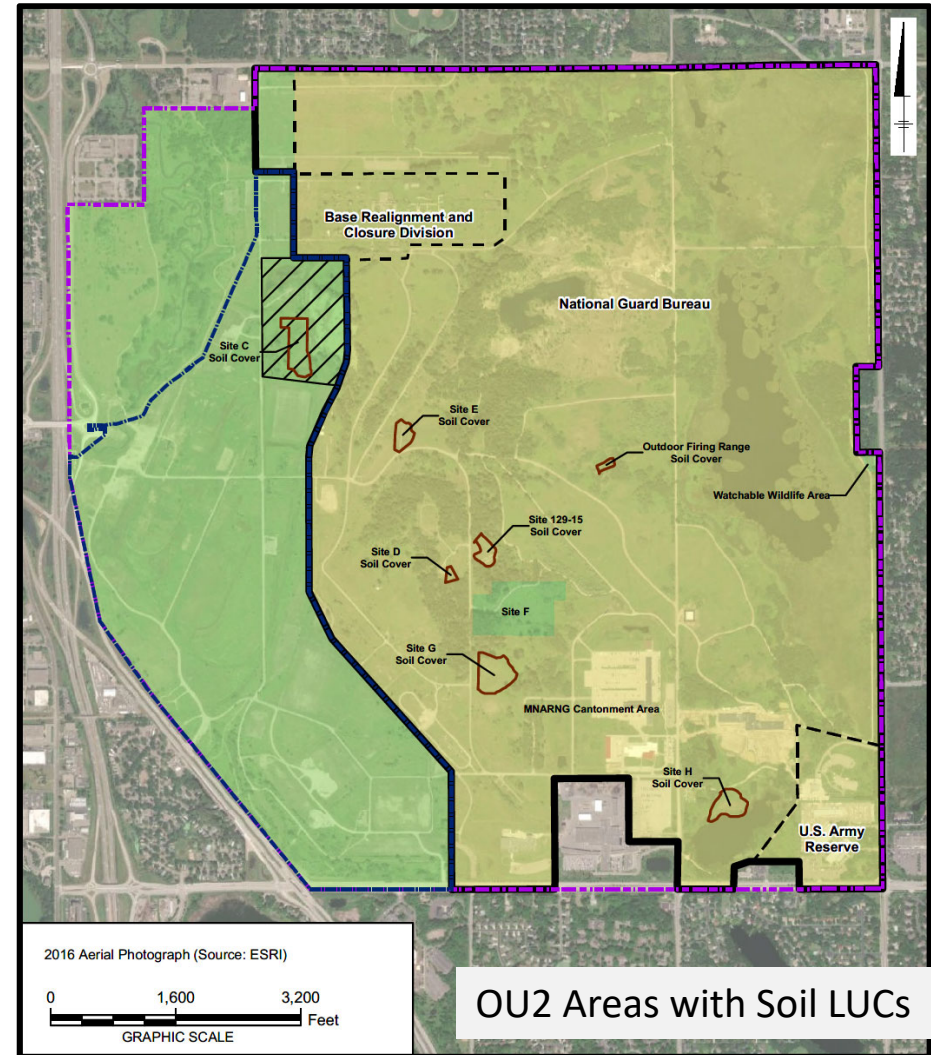 Base Realignment and
Closure Division
National Guard Bureau
Site C
Soil Cover
Site E
Soil Cover
Outdoor Firing Range
Soil Cover
Watchable Wildlife Area
Site 129-15
Soil Cover
Site D
Soil Cover
Site F
Site G
Soil Cover
MNARNG Cantonment Area
Site H
Soil Cover
U.S. Army
Reserve
2016 Aerial Photograph (Source: ESRI)
0 1,600 3,200
Feet
GRAPHIC SCALE
OU2 Areas with Soil LUCs